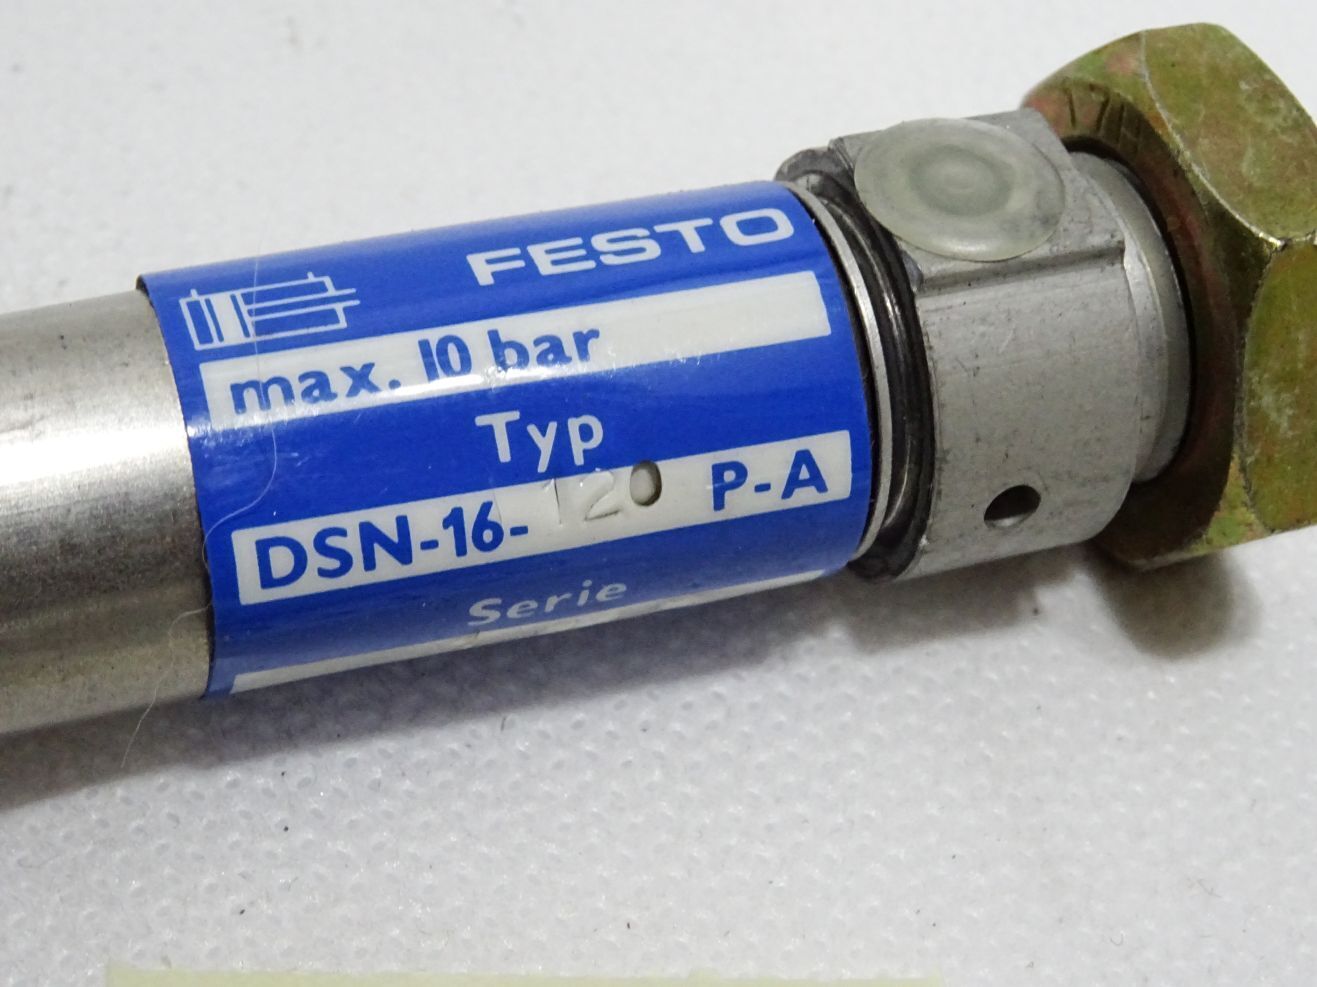 FESTO
max. 10 bar
Typ
DSN-16-120 P-A
Serie